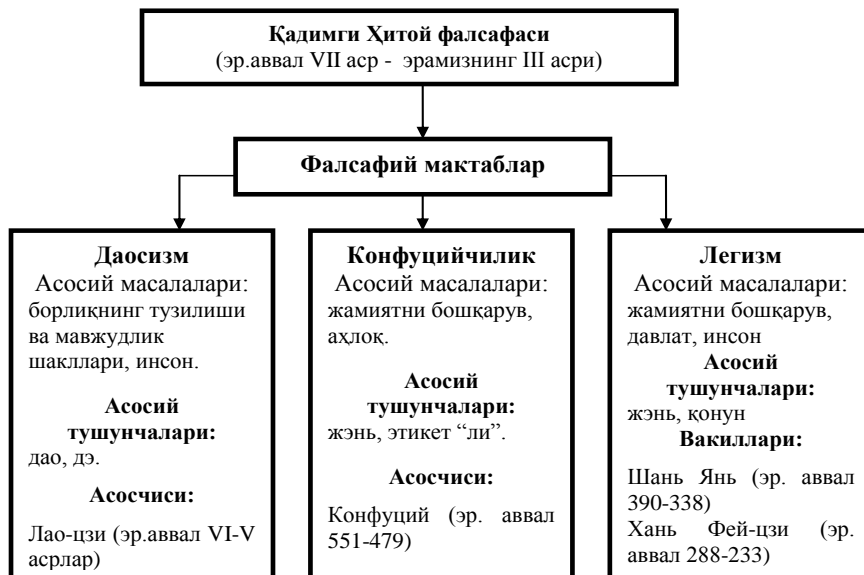 Қадимги Ҳитой фалсафаси
(эр.аввал VII аср - эрамизнинг III асри)
Фалсафий мактаблар
Даосизм
Асосий масалалари:
борлиқнинг тузилиши
ва мавжудлик
шакллари, инсон.
Асосий
тушунчалари:
дао, дэ.
Асосчиси:
Лао-цзи (эр.аввал VI-V
асрлар)
Конфуцийчилик
Асосий масалалари:
жамиятни бошқарув,
аҳлоқ.
Асосий
тушунчалари:
жэнь, этикет “ли”.
Асосчиси:
Конфуций (эр. аввал
551-479)
Легизм
Асосий масалалари:
жамиятни бошқарув,
давлат, инсон
Асосий
тушунчалари:
жэнь, қонун
Вакиллари:
Шань Янь (эр. аввал
390-338)
Хань Фей-цзи (эр.
аввал 288-233)